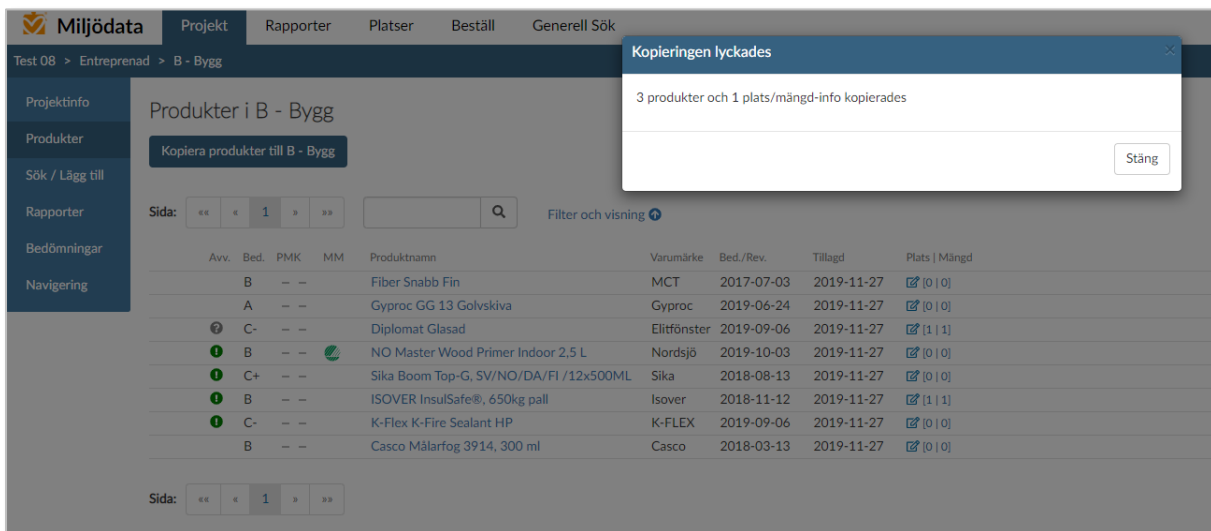 Miljödata Projekt Rapporter Platser Beställ Generell Sök
Test 08 > Entreprenad > B - Bygg
Kopieringen lyckades ×
3 produkter och 1 plats/mängd-info kopierades
Stäng
Projektinfo
Produkter
Sök / Lägg till
Rapporter
Bedömningar
Navigering
Produkter i B - Bygg
Kopiera produkter till B - Bygg
Sida: «« « 1 » »» Filter och visning
Avv. Bed. PMK MM Produktnamn Varumärke Bed./Rev. Tillagd Plats | Mängd
B – – Fiber Snabb Fin MCT 2017-07-03 2019-11-27 [0 | 0]
A – – Gyproc GG 13 Golvskiva Gyproc 2019-06-24 2019-11-27 [0 | 0]
? C- – – Diplomat Glasad Elitfönster 2019-09-06 2019-11-27 [1 | 1]
! B – – NO Master Wood Primer Indoor 2,5 L Nordsjö 2019-10-03 2019-11-27 [0 | 0]
! C+ – – Sika Boom Top-G, SV/NO/DA/FI /12x500ML Sika 2018-08-13 2019-11-27 [0 | 0]
! B – – ISOVER InsulSafe®, 650kg pall Isover 2018-11-12 2019-11-27 [1 | 1]
! C- – – K-Flex K-Fire Sealant HP K-FLEX 2019-09-06 2019-11-27 [0 | 0]
B – – Casco Målarfog 3914, 300 ml Casco 2018-03-13 2019-11-27 [0 | 0]
Sida: «« « 1 » »»